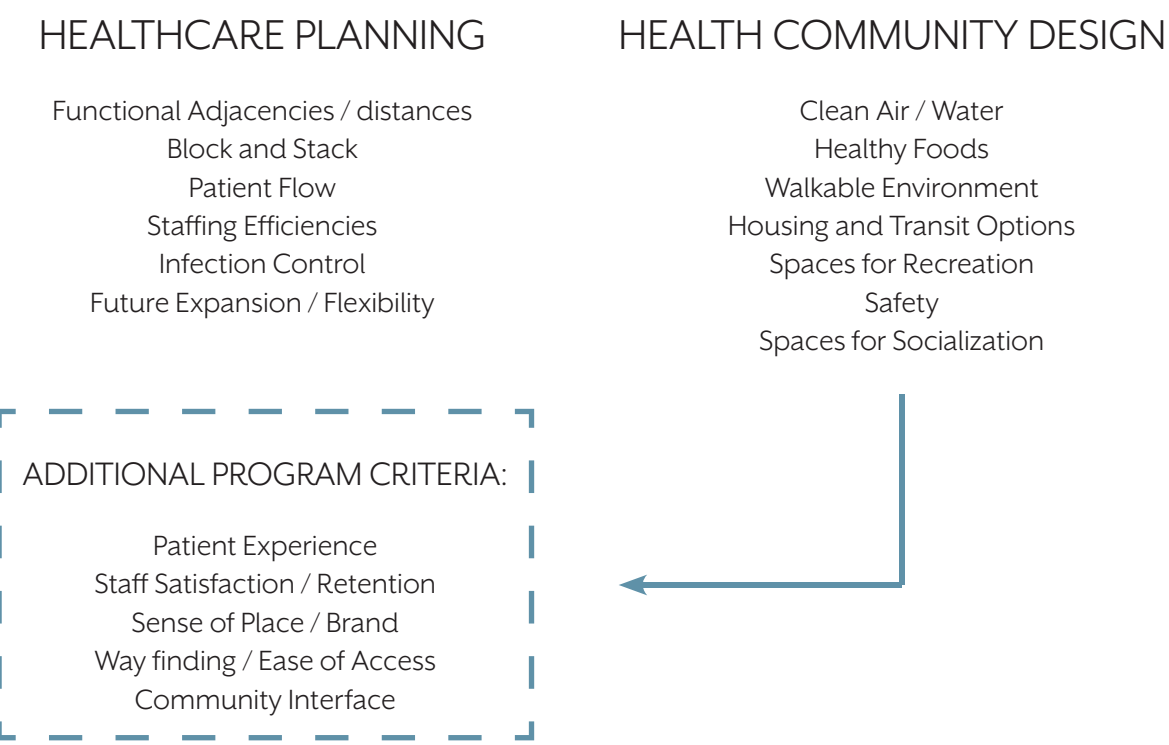 HEALTHCARE PLANNING
Functional Adjacencies / distances
Block and Stack
Patient Flow
Staffing Efficiencies
Infection Control
Future Expansion / Flexibility
HEALTH COMMUNITY DESIGN
Clean Air / Water
Healthy Foods
Walkable Environment
Housing and Transit Options
Spaces for Recreation
Safety
Spaces for Socialization
ADDITIONAL PROGRAM CRITERIA:
Patient Experience
Staff Satisfaction / Retention
Sense of Place / Brand
Way finding / Ease of Access
Community Interface